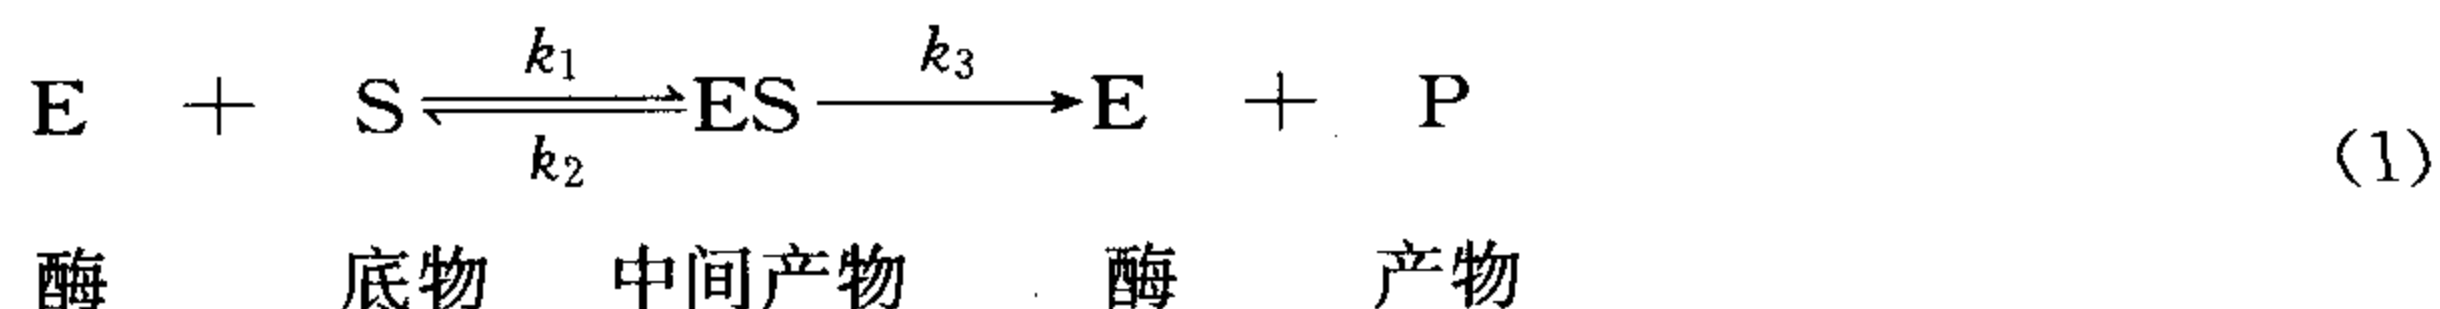 k₁ k₃
E + S ⇌ ES ⟶ E + P (1)
k₂
酶 底物 中间产物 酶 产物